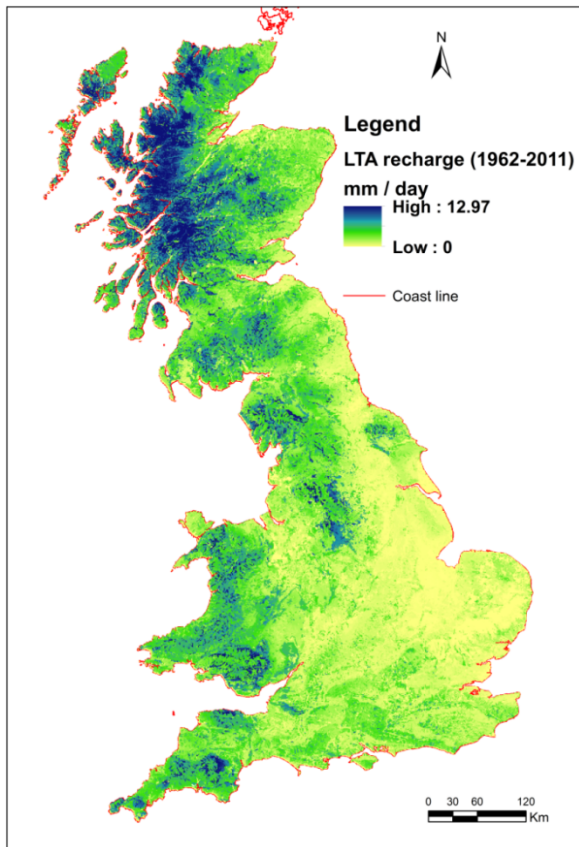 N
Legend
LTA recharge (1962-2011)
mm / day
High : 12.97
Low : 0
Coast line
0 30 60 120
Km